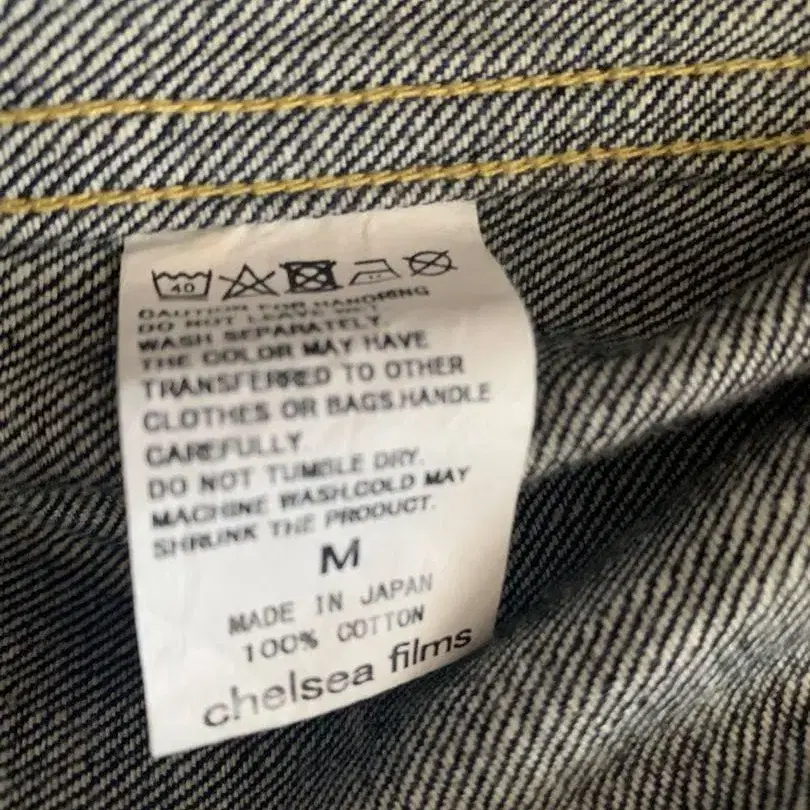 40
CAUTION FOR HANDRING
DO NOT LEAVE WET
WASH SEPARATELY.
THE COLOR MAY HAVE
TRANSFERRED TO OTHER
CLOTHES OR BAGS.HANDLE
CAREFULLY.
DO NOT TUMBLE DRY.
MACHINE WASH.COLD MAY
SHRUNK THE PRODUCT.
M
MADE IN JAPAN
100% COTTON
chelsea films